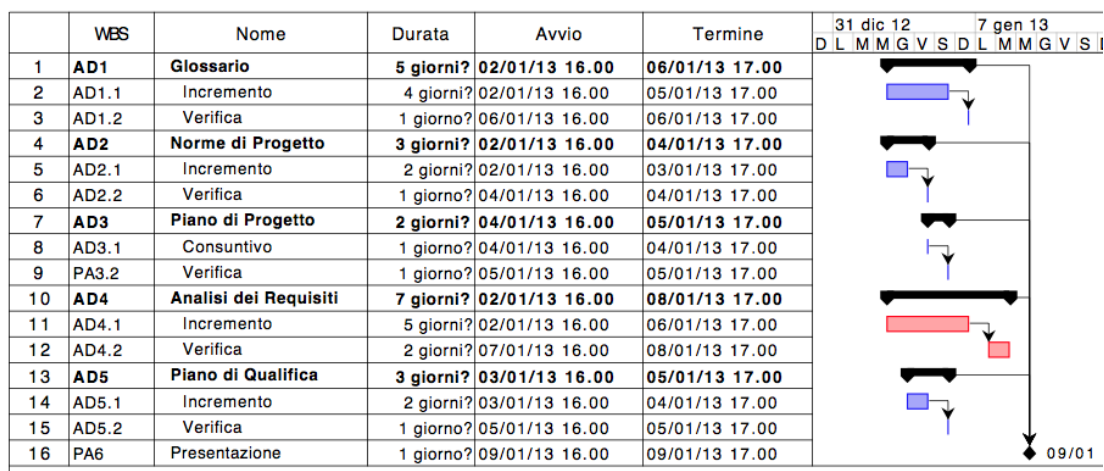 WBS Nome Durata Avvio Termine 31 dic 12 7 gen 13
D L M M G V S D L M M G V S D
1 AD1 Glossario 5 giorni? 02/01/13 16.00 06/01/13 17.00
2 AD1.1 Incremento 4 giorni? 02/01/13 16.00 05/01/13 17.00
3 AD1.2 Verifica 1 giorno? 06/01/13 16.00 06/01/13 17.00
4 AD2 Norme di Progetto 3 giorni? 02/01/13 16.00 04/01/13 17.00
5 AD2.1 Incremento 2 giorni? 02/01/13 16.00 03/01/13 17.00
6 AD2.2 Verifica 1 giorno? 04/01/13 16.00 04/01/13 17.00
7 AD3 Piano di Progetto 2 giorni? 04/01/13 16.00 05/01/13 17.00
8 AD3.1 Consuntivo 1 giorno? 04/01/13 16.00 04/01/13 17.00
9 PA3.2 Verifica 1 giorno? 05/01/13 16.00 05/01/13 17.00
10 AD4 Analisi dei Requisiti 7 giorni? 02/01/13 16.00 08/01/13 17.00
11 AD4.1 Incremento 5 giorni? 02/01/13 16.00 06/01/13 17.00
12 AD4.2 Verifica 2 giorni? 07/01/13 16.00 08/01/13 17.00
13 AD5 Piano di Qualifica 3 giorni? 03/01/13 16.00 05/01/13 17.00
14 AD5.1 Incremento 2 giorni? 03/01/13 16.00 04/01/13 17.00
15 AD5.2 Verifica 1 giorno? 05/01/13 16.00 05/01/13 17.00
16 PA6 Presentazione 1 giorno? 09/01/13 16.00 09/01/13 17.00 09/01